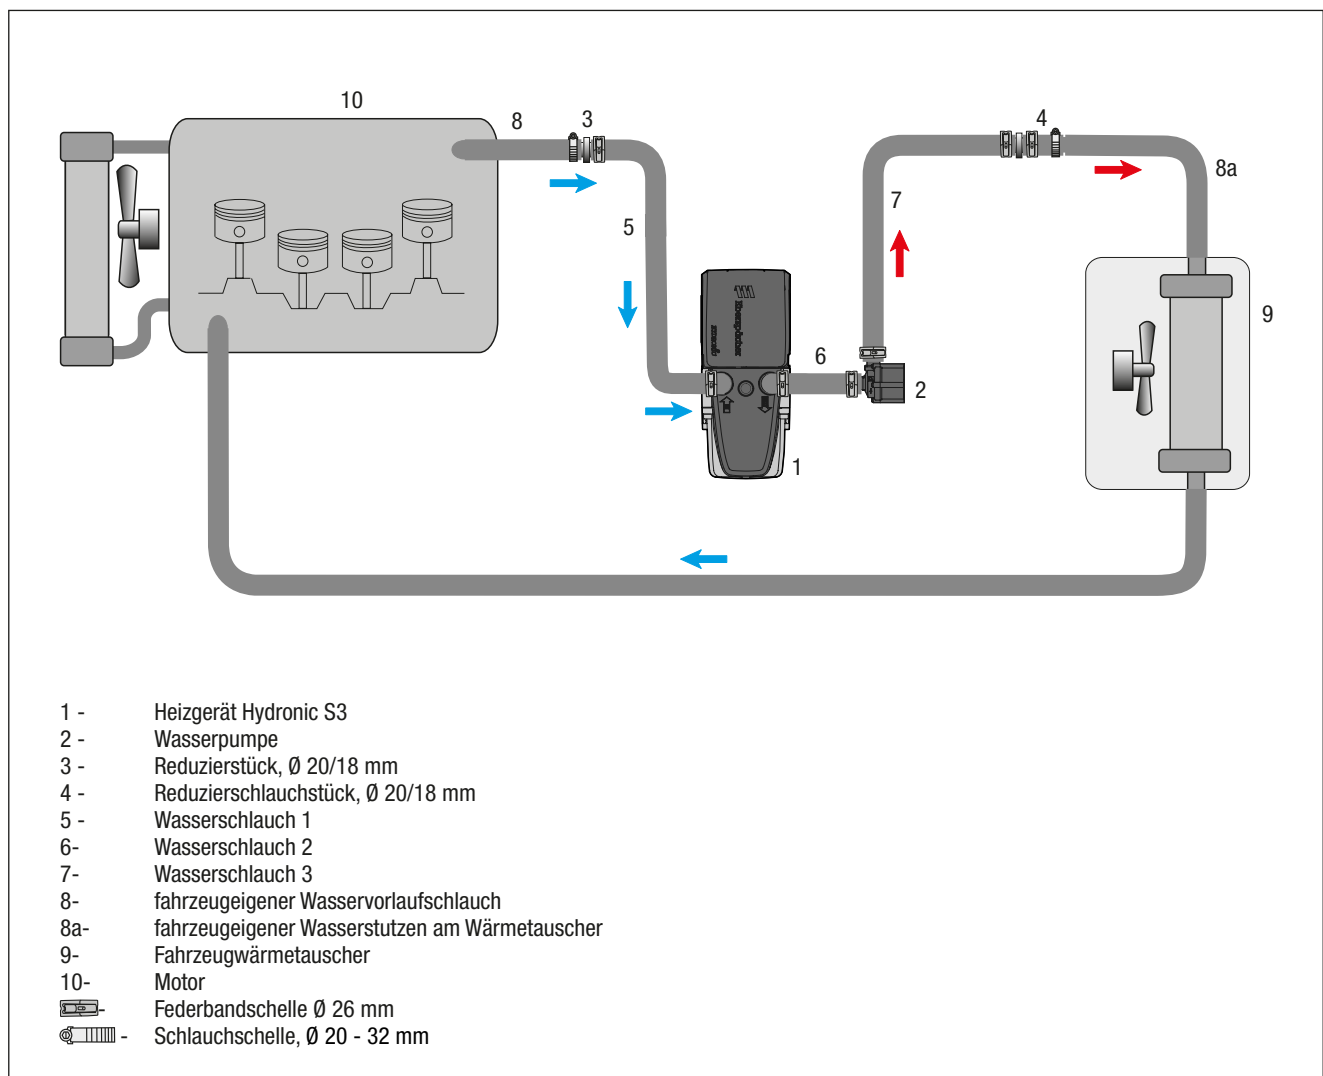 10
8
3
4
8a
7
5
9
6
2
1
Eberspächer
1 - Heizgerät Hydronic S3
2 - Wasserpumpe
3 - Reduzierstück, Ø 20/18 mm
4 - Reduzierschlauchstück, Ø 20/18 mm
5 - Wasserschlauch 1
6- Wasserschlauch 2
7- Wasserschlauch 3
8- fahrzeugeigener Wasservorlaufschlauch
8a- fahrzeugeigener Wasserstutzen am Wärmetauscher
9- Fahrzeugwärmetauscher
10- Motor
- Federbandschelle Ø 26 mm
- Schlauchschelle, Ø 20 - 32 mm